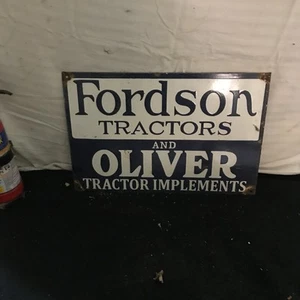 Fordson
TRACTORS
AND
OLIVER
TRACTOR IMPLEMENTS